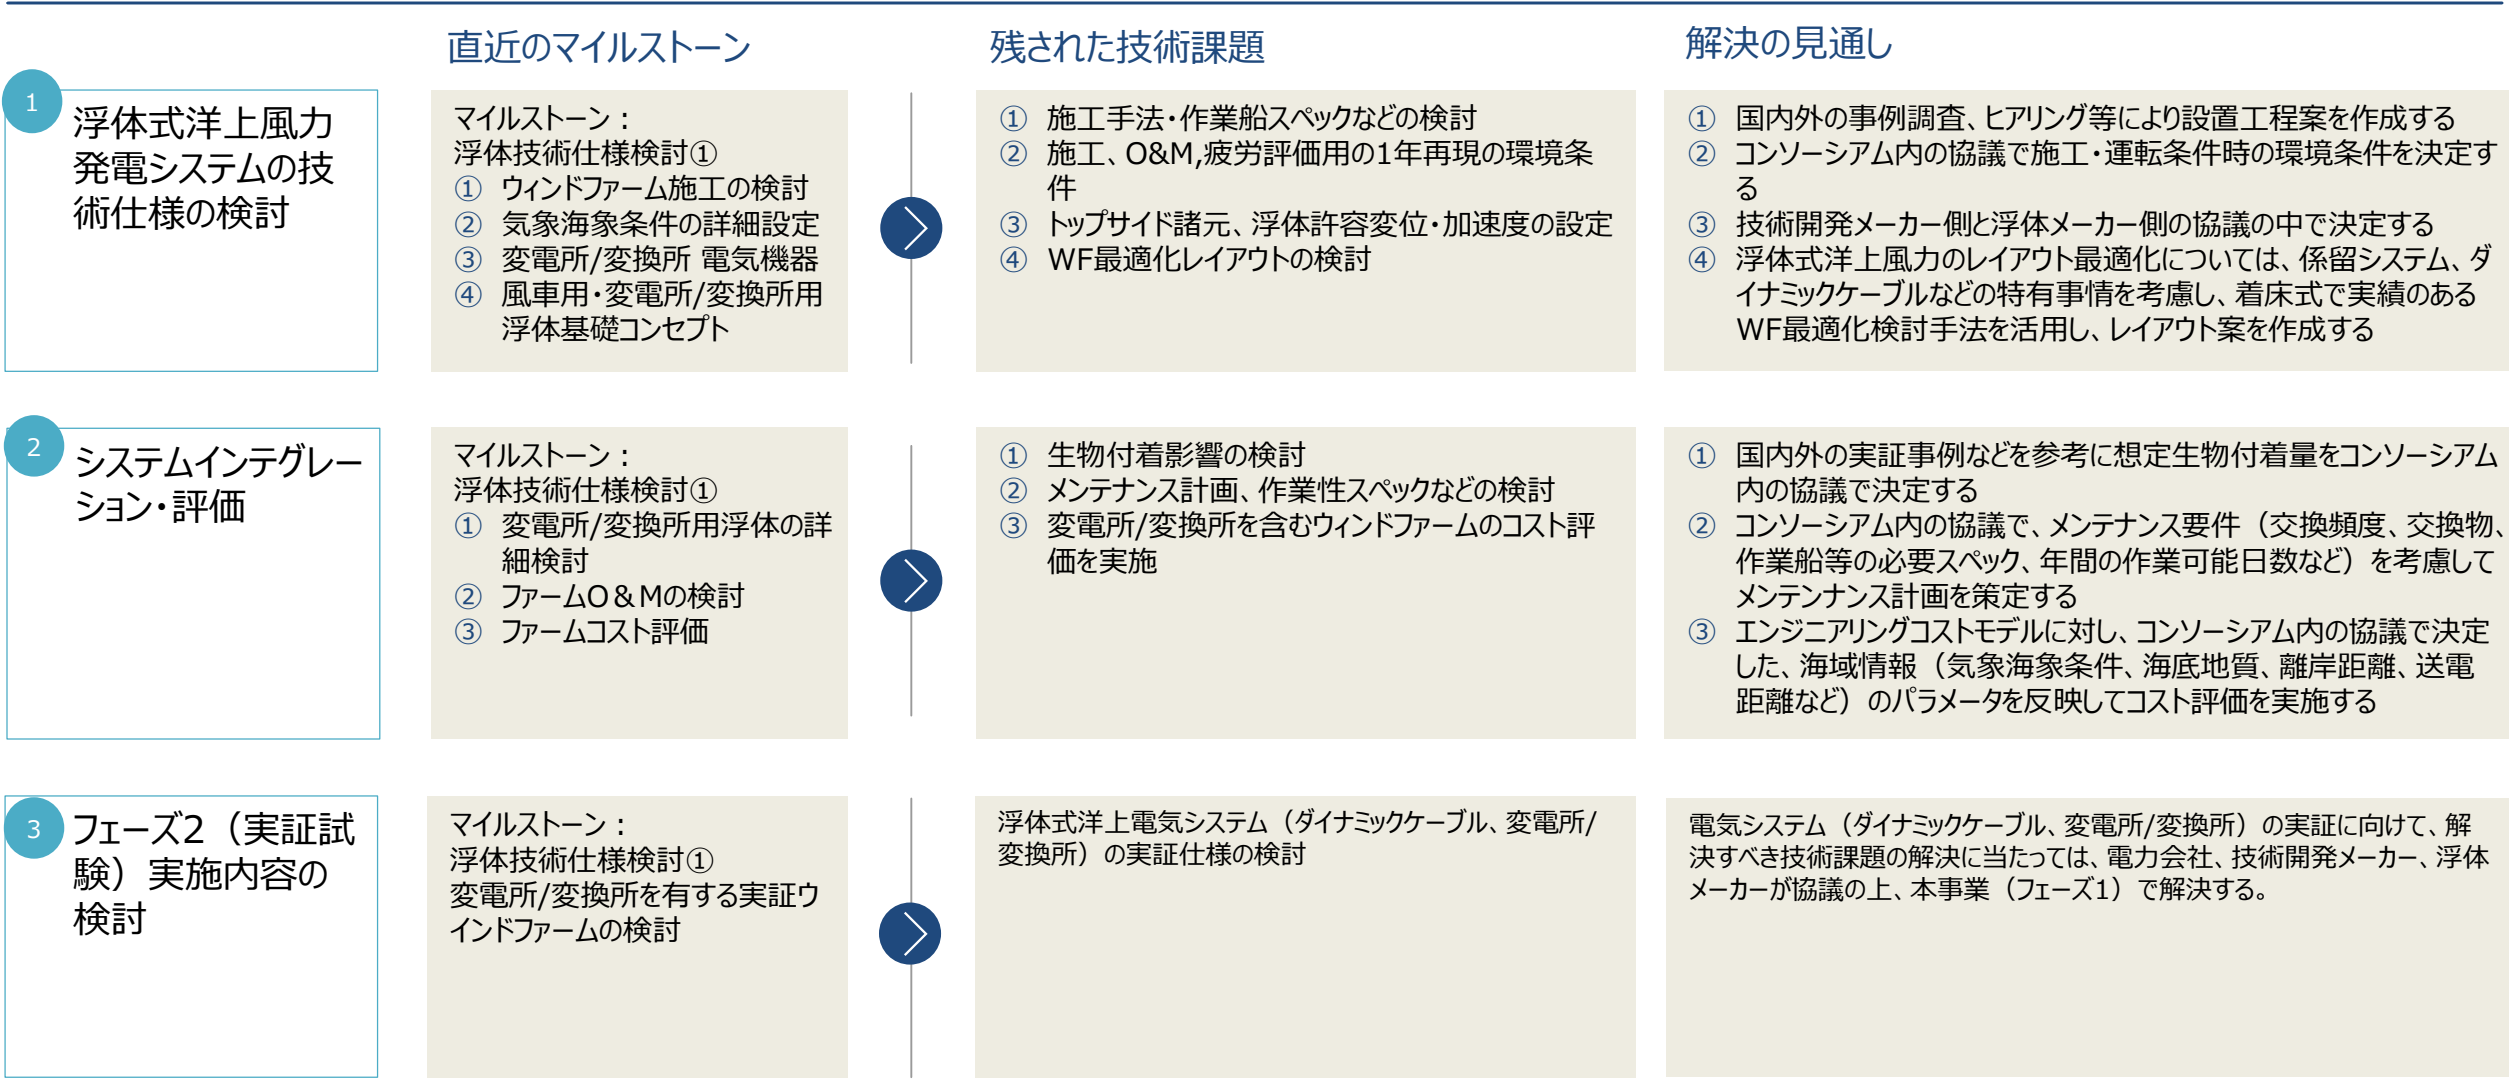 直近のマイルストーン
残された技術課題
解決の見通し
1
浮体式洋上風力
発電システムの技
術仕様の検討
マイルストーン：
浮体技術仕様検討①
① ウィンドファーム施工の検討
② 気象海象条件の詳細設定
③ 変電所/変換所 電気機器
④ 風車用・変電所/変換所用
浮体基礎コンセプト
① 施工手法・作業船スペックなどの検討
② 施工、O&M,疲労評価用の1年再現の環境条
件
③ トップサイド諸元、浮体許容変位・加速度の設定
④ WF最適化レイアウトの検討
① 国内外の事例調査、ヒアリング等により設置工程案を作成する
② コンソーシアム内の協議で施工・運転条件時の環境条件を決定す
る
③ 技術開発メーカー側と浮体メーカー側の協議の中で決定する
④ 浮体式洋上風力のレイアウト最適化については、係留システム、ダ
イナミックケーブルなどの特有事情を考慮し、着床式で実績のある
WF最適化検討手法を活用し、レイアウト案を作成する
2
システムインテグレー
ション・評価
マイルストーン：
浮体技術仕様検討①
① 変電所/変換所用浮体の詳
細検討
② ファームO＆Mの検討
③ ファームコスト評価
① 生物付着影響の検討
② メンテナンス計画、作業性スペックなどの検討
③ 変電所/変換所を含むウィンドファームのコスト評
価を実施
① 国内外の実証事例などを参考に想定生物付着量をコンソーシアム
内の協議で決定する
② コンソーシアム内の協議で、メンテナンス要件（交換頻度、交換物、
作業船等の必要スペック、年間の作業可能日数など）を考慮して
メンテンナンス計画を策定する
③ エンジニアリングコストモデルに対し、コンソーシアム内の協議で決定
した、海域情報（気象海象条件、海底地質、離岸距離、送電
距離など）のパラメータを反映してコスト評価を実施する
3
フェーズ2（実証試
験）実施内容の
検討
マイルストーン：
浮体技術仕様検討①
変電所/変換所を有する実証ウ
インドファームの検討
浮体式洋上電気システム（ダイナミックケーブル、変電所/
変換所）の実証仕様の検討
電気システム（ダイナミックケーブル、変電所/変換所）の実証に向けて、解
決すべき技術課題の解決に当たっては、電力会社、技術開発メーカー、浮体
メーカーが協議の上、本事業（フェーズ1）で解決する。